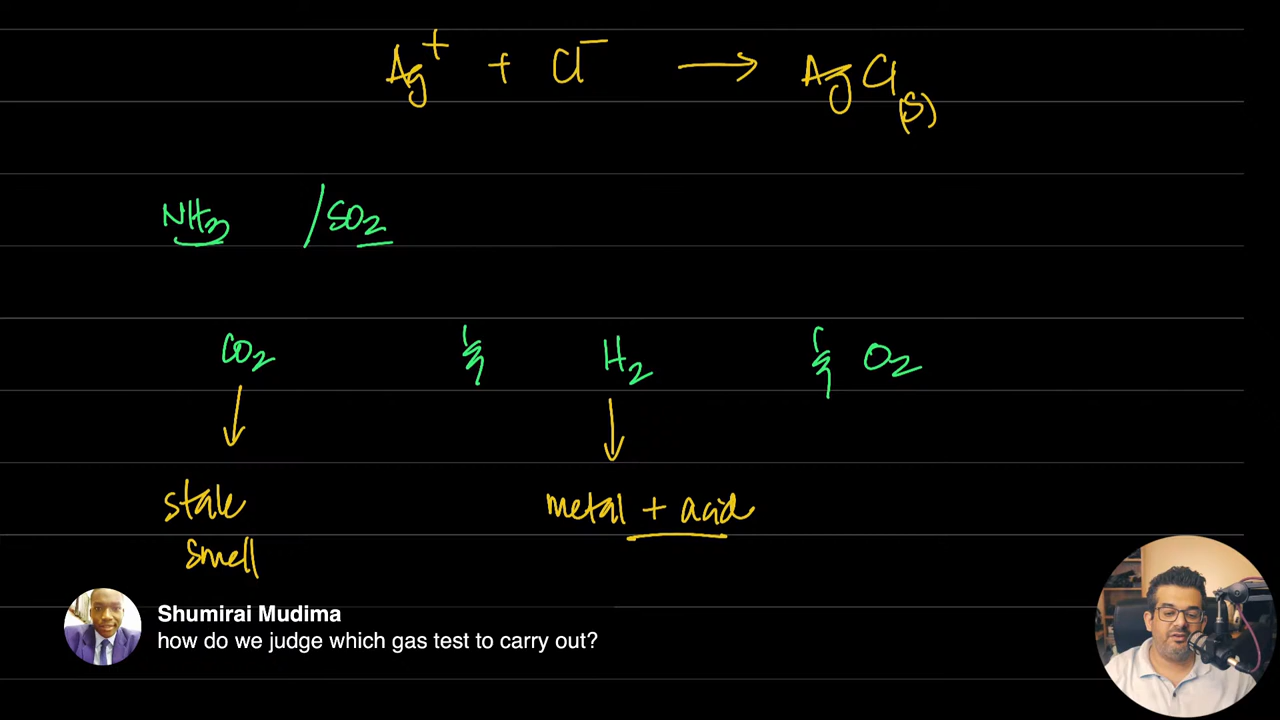 Ag⁺ + Cl⁻ → AgCl(s)
NH₃ / SO₂
CO₂ H₂ O₂
stale metal + acid
smell
Shumirai Mudima
how do we judge which gas test to carry out?